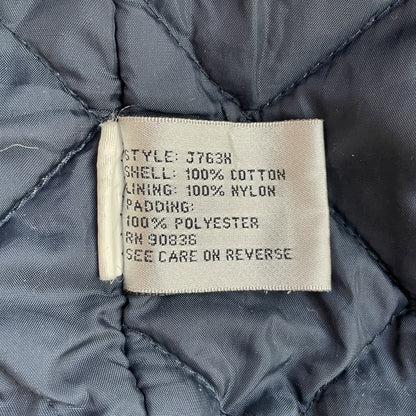 STYLE: J763H
SHELL: 100% COTTON
LINING: 100% NYLON
PADDING:
100% POLYESTER
RN 90836
SEE CARE ON REVERSE